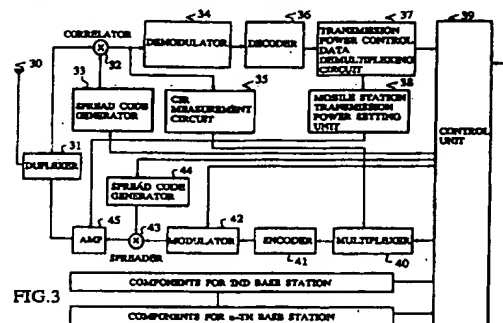 34
36
37
39
CORRELATOR
DEMODULATOR
DECODER
TRANSMISSION
POWER CONTROL
DATA
DEMULTIPLEXING
CIRCUIT
30
32
33
35
38
SPREAD CODE
GENERATOR
CIR
MEASUREMENT
CIRCUIT
MOBILE STATION
TRANSMISSION
POWER SETTING
UNIT
CONTROL
UNIT
31
DUPLEXER
44
SPREAD CODE
GENERATOR
45
43
42
AMP
MODULATOR
ENCODER
MULTIPLEXER
SPREADER
41
40
COMPONENTS FOR 2ND BASE STATION
FIG.3
COMPONENTS FOR n-TH BASE STATION